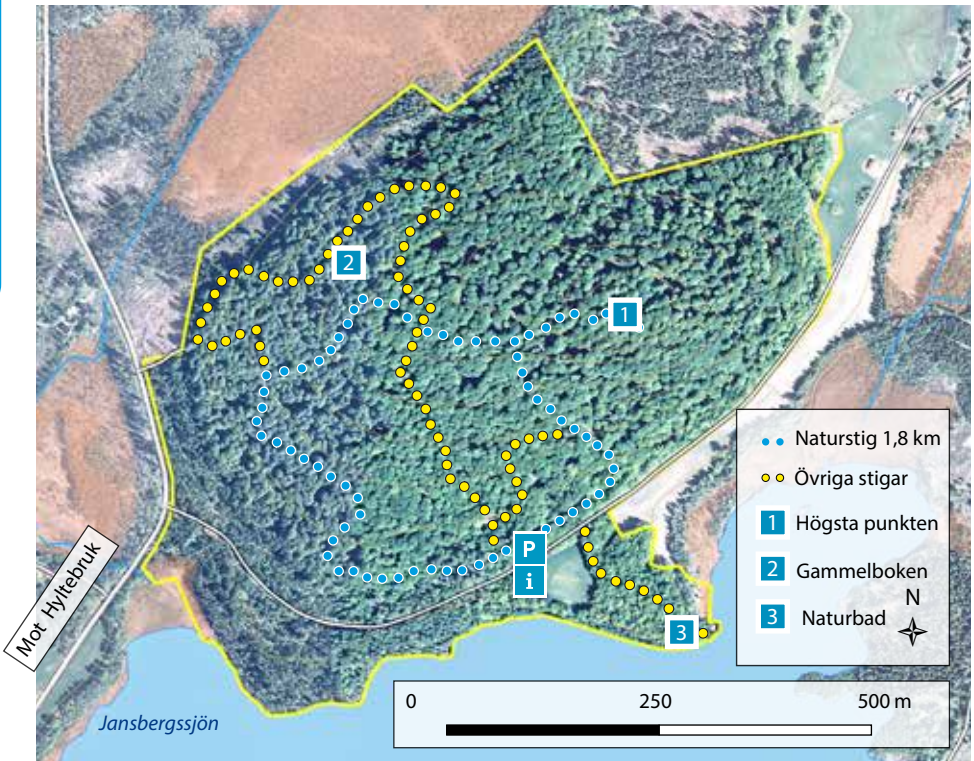 2
1
Naturstig 1,8 km
Övriga stigar
1 Högsta punkten
2 Gammelboken
3 Naturbad
N
P
i
3
Mot Hyltebruk
0 250 500 m
Jansbergssjön